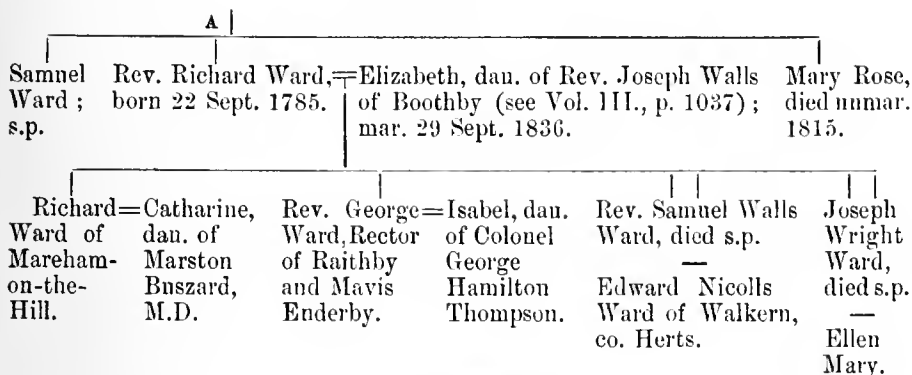 A
Samuel Ward ; s.p.
Rev. Richard Ward,=Elizabeth, dau. of Rev. Joseph Walls
born 22 Sept. 1785. of Boothby (see Vol. III., p. 1037) ;
mar. 29 Sept. 1836.
Mary Rose,
died unmar.
1815.
Richard=Catharine,
Ward of dau. of
Mareham- Marston
on-the- Buszard,
Hill. M.D.
Rev. George=Isabel, dau.
Ward, Rector of Colonel
of Raithby George
and Mavis Hamilton
Enderby. Thompson.
Rev. Samuel Walls
Ward, died s.p.
—
Edward Nicolls
Ward of Walkern,
co. Herts.
Joseph
Wright
Ward,
died s.p.
—
Ellen
Mary.